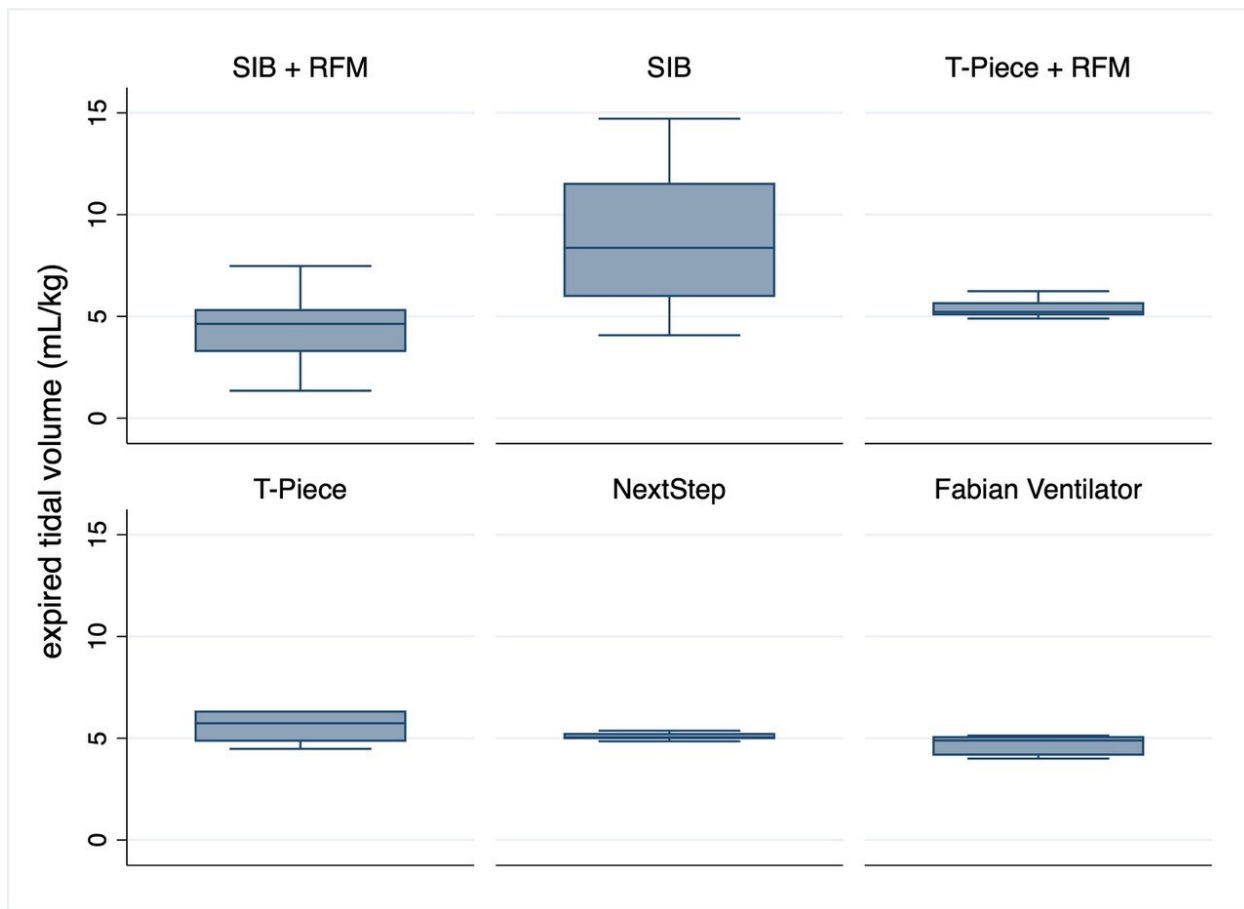 SIB + RFM
SIB
T-Piece + RFM
15
10
5
0
expired tidal volume (mL/kg)
T-Piece
NextStep
Fabian Ventilator
15
10
5
0